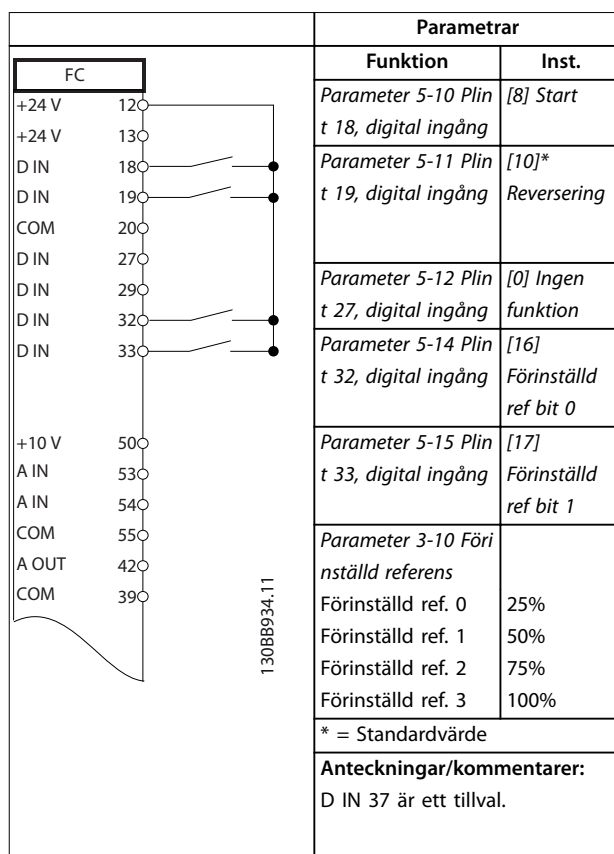 Parametrar
Funktion Inst.
FC
+24 V 12
+24 V 13
D IN 18
D IN 19
COM 20
D IN 27
D IN 29
D IN 32
D IN 33
+10 V 50
A IN 53
A IN 54
COM 55
A OUT 42
COM 39
130BB934.11
Parameter 5-10 Plin [8] Start
t 18, digital ingång
Parameter 5-11 Plin [10]*
t 19, digital ingång Reversering
Parameter 5-12 Plin [0] Ingen
t 27, digital ingång funktion
Parameter 5-14 Plin [16]
t 32, digital ingång Förinställd
ref bit 0
Parameter 5-15 Plin [17]
t 33, digital ingång Förinställd
ref bit 1
Parameter 3-10 Föri
nställd referens
Förinställd ref. 0 25%
Förinställd ref. 1 50%
Förinställd ref. 2 75%
Förinställd ref. 3 100%
* = Standardvärde
Anteckningar/kommentarer:
D IN 37 är ett tillval.